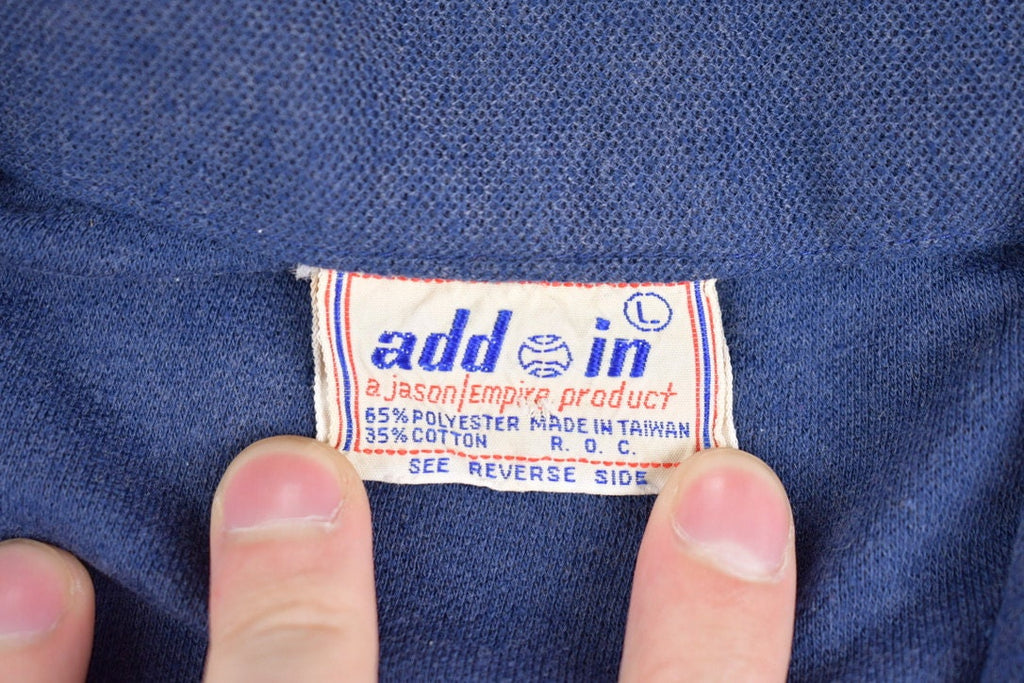 add in L
a jason/Empire product
65% POLYESTER MADE IN TAIWAN
35% COTTON R. O. C.
SEE REVERSE SIDE